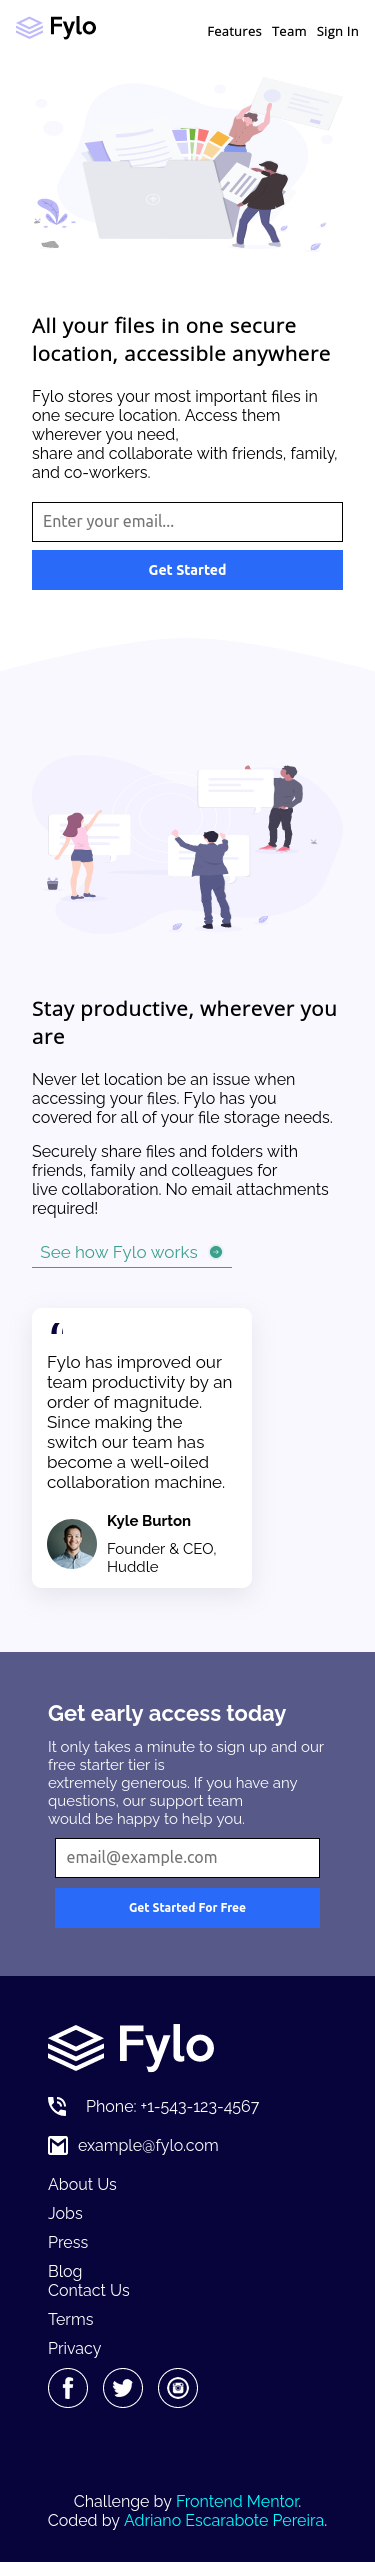 Fylo
Features Team Sign In
All your files in one secure
location, accessible anywhere
Fylo stores your most important files in
one secure location. Access them
wherever you need,
share and collaborate with friends, family,
and co-workers.
Enter your email...
Get Started
Stay productive, wherever you
are
Never let location be an issue when
accessing your files. Fylo has you
covered for all of your file storage needs.
Securely share files and folders with
friends, family and colleagues for
live collaboration. No email attachments
required!
See how Fylo works
Fylo has improved our
team productivity by an
order of magnitude.
Since making the
switch our team has
become a well-oiled
collaboration machine.
Kyle Burton
Founder & CEO,
Huddle
Get early access today
It only takes a minute to sign up and our
free starter tier is
extremely generous. If you have any
questions, our support team
would be happy to help you.
email@example.com
Get Started For Free
Fylo
Phone: +1-543-123-4567
example@fylo.com
About Us
Jobs
Press
Blog
Contact Us
Terms
Privacy
Challenge by Frontend Mentor.
Coded by Adriano Escarabote Pereira.